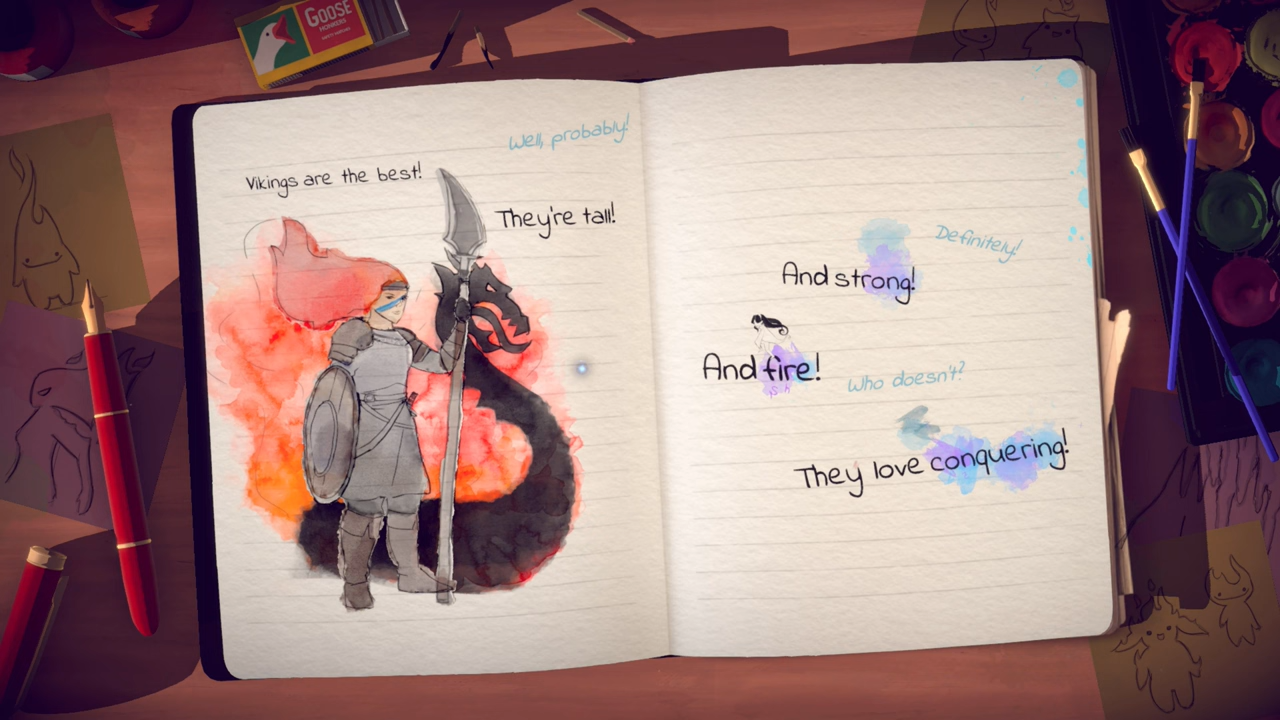 GOOSE
HONKERS
Well, probably!
Vikings are the best!
They're tall!
Definitely!
And strong!
And fire!
Who doesn't?
They love conquering!